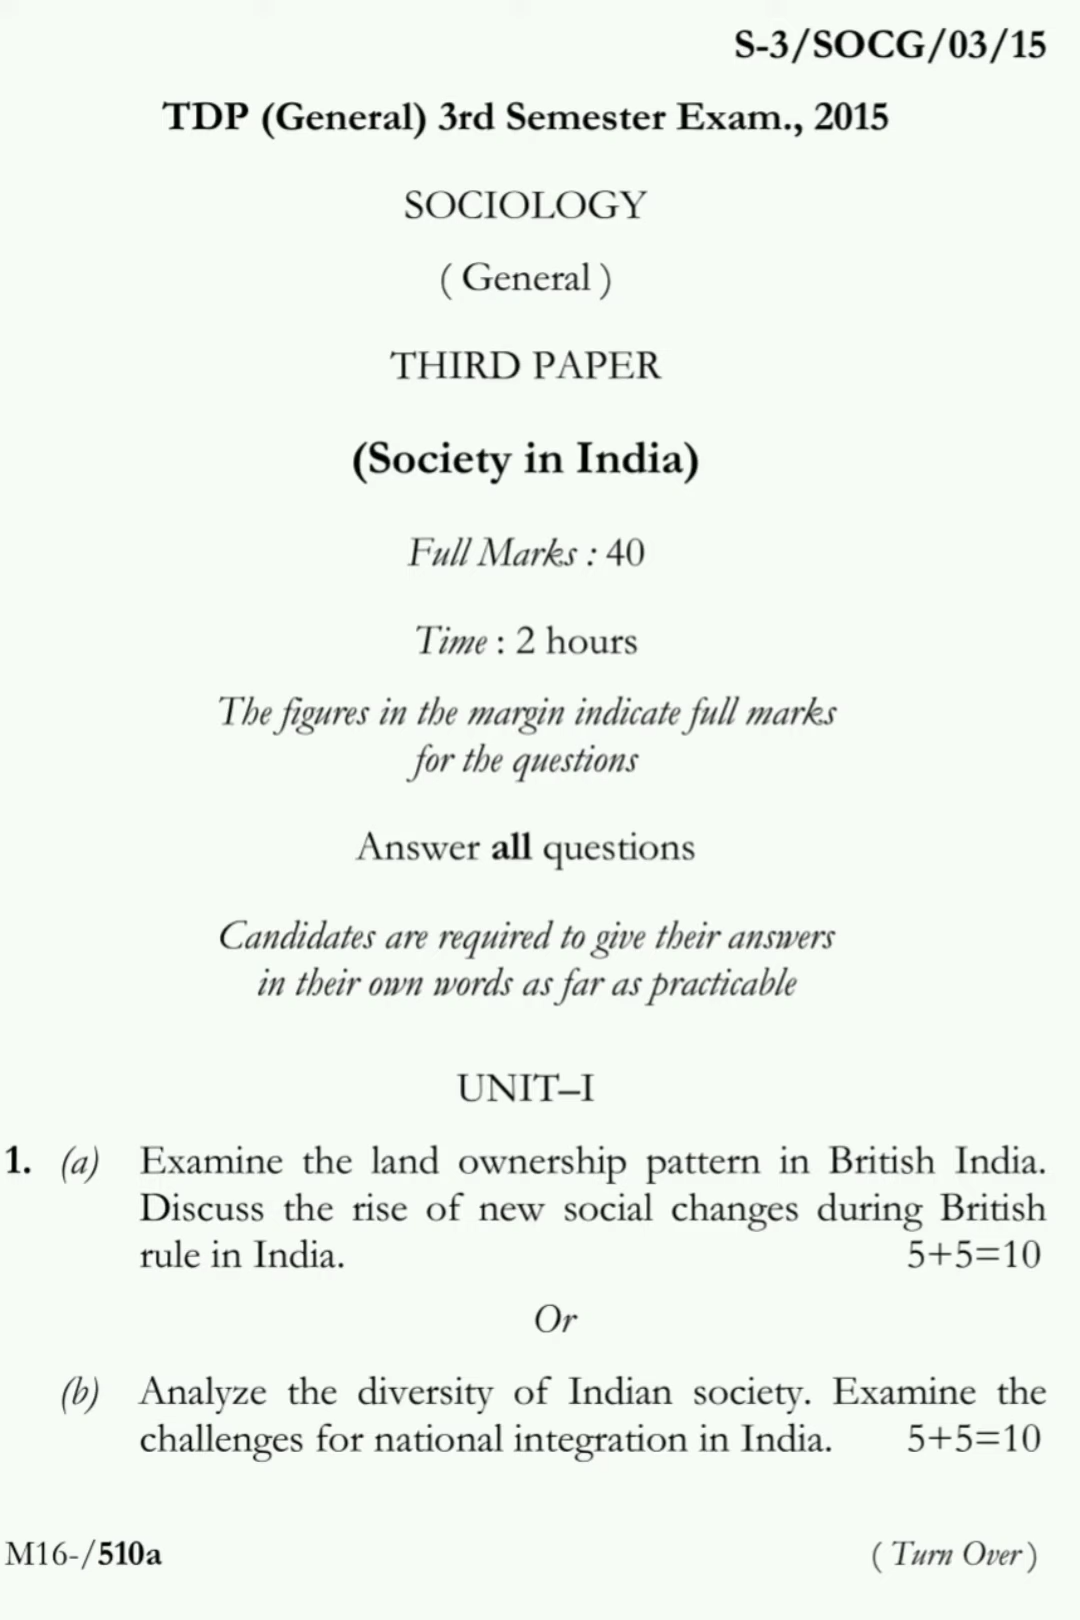 S-3/SOCG/03/15
TDP (General) 3rd Semester Exam., 2015
SOCIOLOGY
( General )
THIRD PAPER
(Society in India)
Full Marks : 40
Time : 2 hours
The figures in the margin indicate full marks
for the questions
Answer all questions
Candidates are required to give their answers
in their own words as far as practicable
UNIT–I
1. (a) Examine the land ownership pattern in British India.
Discuss the rise of new social changes during British
rule in India. 5+5=10
Or
(b) Analyze the diversity of Indian society. Examine the
challenges for national integration in India. 5+5=10
M16-/510a ( Turn Over )